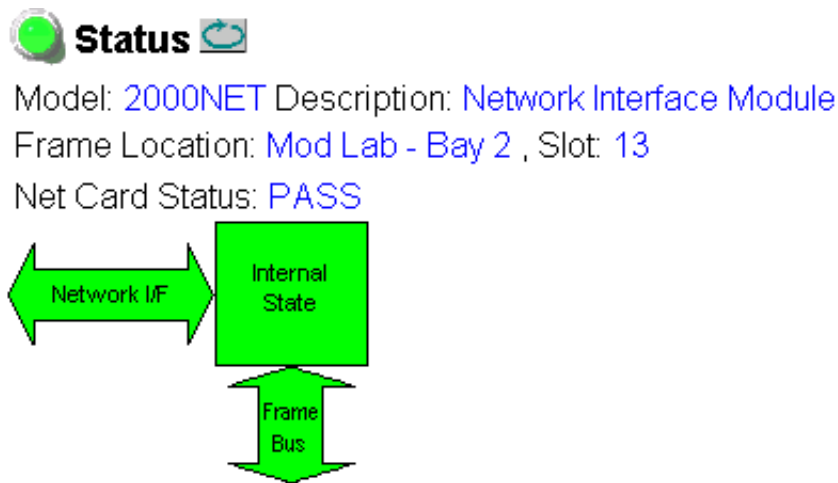 Status
Model: 2000NET Description: Network Interface Module
Frame Location: Mod Lab - Bay 2 , Slot: 13
Net Card Status: PASS
Network I/F
Internal
State
Frame
Bus